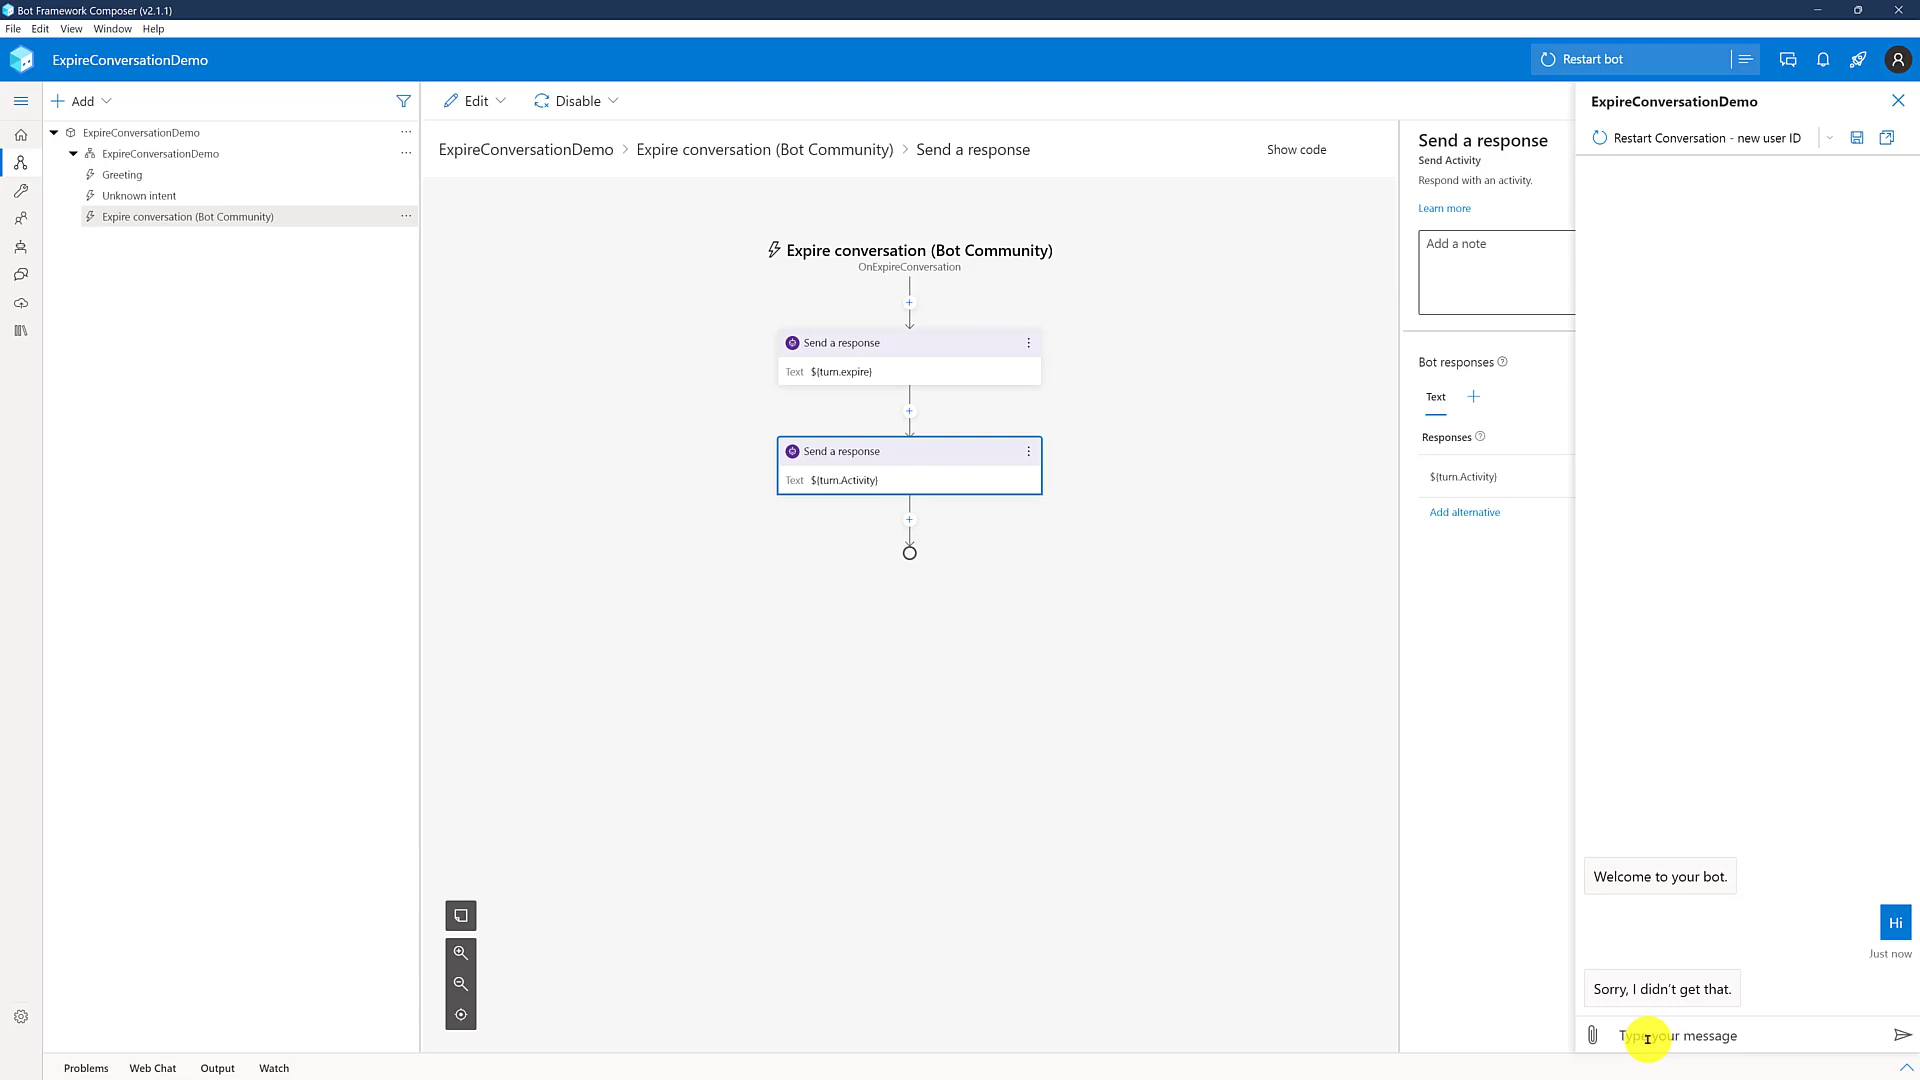 Bot Framework Composer (v2.1.1)
File Edit View Window Help
ExpireConversationDemo
Restart bot
Add
Edit
Disable
ExpireConversationDemo
ExpireConversationDemo
Greeting
Unknown intent
Expire conversation (Bot Community)
ExpireConversationDemo > Expire conversation (Bot Community) > Send a response
Show code
Expire conversation (Bot Community)
OnExpireConversation
Send a response
Text ${turn.expire}
Send a response
Text ${turn.Activity}
Send a response
Send Activity
Respond with an activity.
Learn more
Add a note
Bot responses
Text
Responses
${turn.Activity}
Add alternative
ExpireConversationDemo
Restart Conversation - new user ID
Welcome to your bot.
Hi
Just now
Sorry, I didn't get that.
Type your message
Problems Web Chat Output Watch